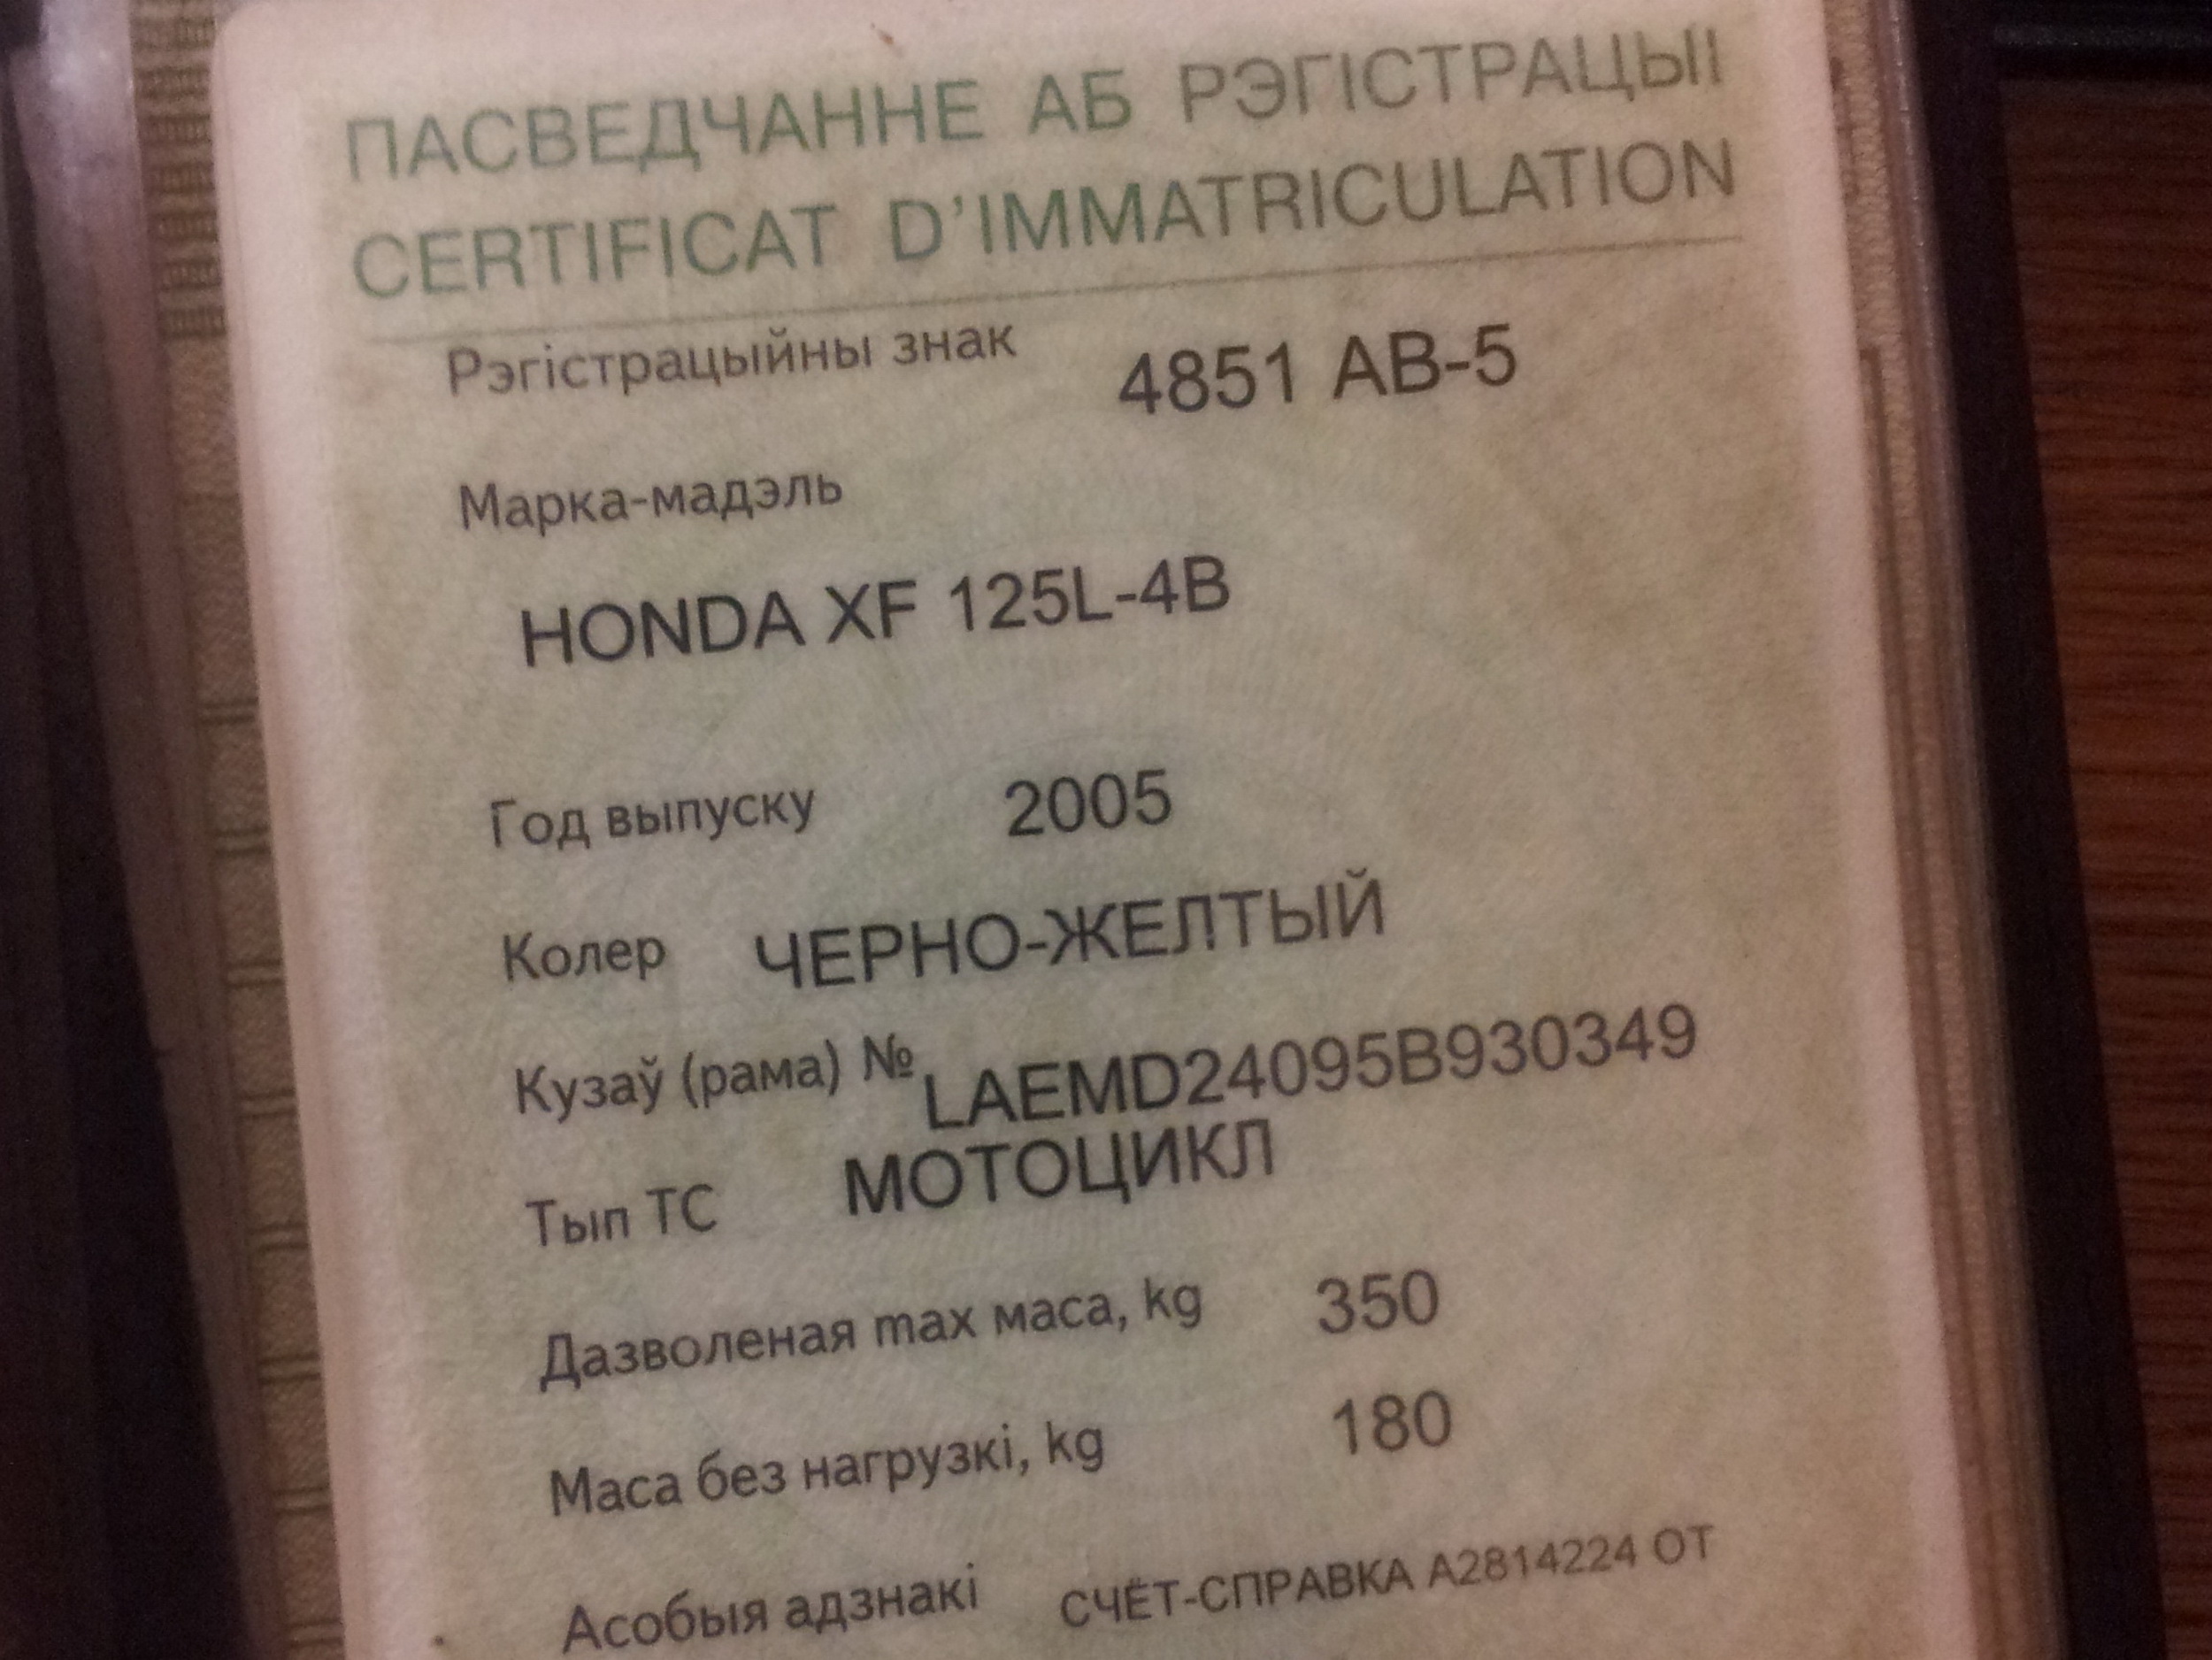 ПАСВЕДЧАННЕ АБ РЭГІСТРАЦЫІ
CERTIFICAT D'IMMATRICULATION
Рэгістрацыйны знак 4851 AB-5
Марка-мадэль
HONDA XF 125L-4B
Год выпуску 2005
Колер ЧЕРНО-ЖЕЛТЫЙ
Кузаў (рама) № LAEMD24095B930349
Тып ТС МОТОЦИКЛ
Дазволеная max маса, kg 350
Маса без нагрузкі, kg 180
Асобыя адзнакі СЧЁТ-СПРАВКА А2814224 ОТ